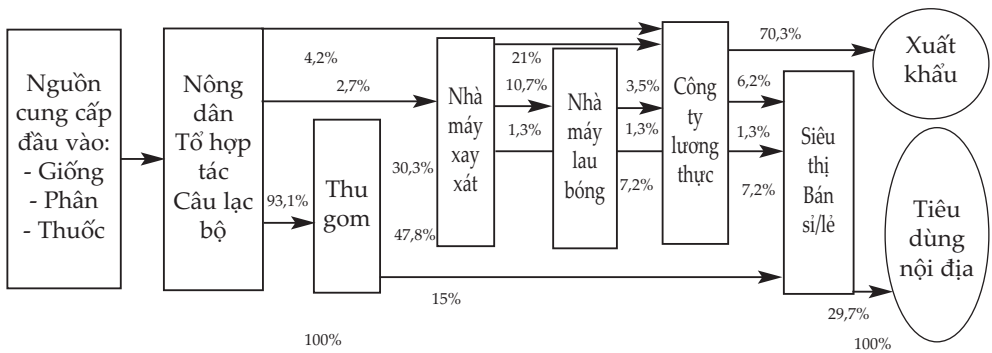 Nguồn
cung cấp
đầu vào:
- Giống
- Phân
- Thuốc
Nông
dân
Tổ hợp
tác
Câu lạc
bộ
93,1%
4,2%
2,7%
Thu
gom
30,3%
47,8%
15%
100%
Nhà
máy
xay
xát
21%
10,7%
1,3%
Nhà
máy
lau
bóng
3,5%
1,3%
7,2%
Công
ty
lương
thực
70,3%
6,2%
1,3%
7,2%
Siêu
thị
Bán
sỉ/lẻ
29,7%
100%
Xuất
khẩu
Tiêu
dùng
nội địa